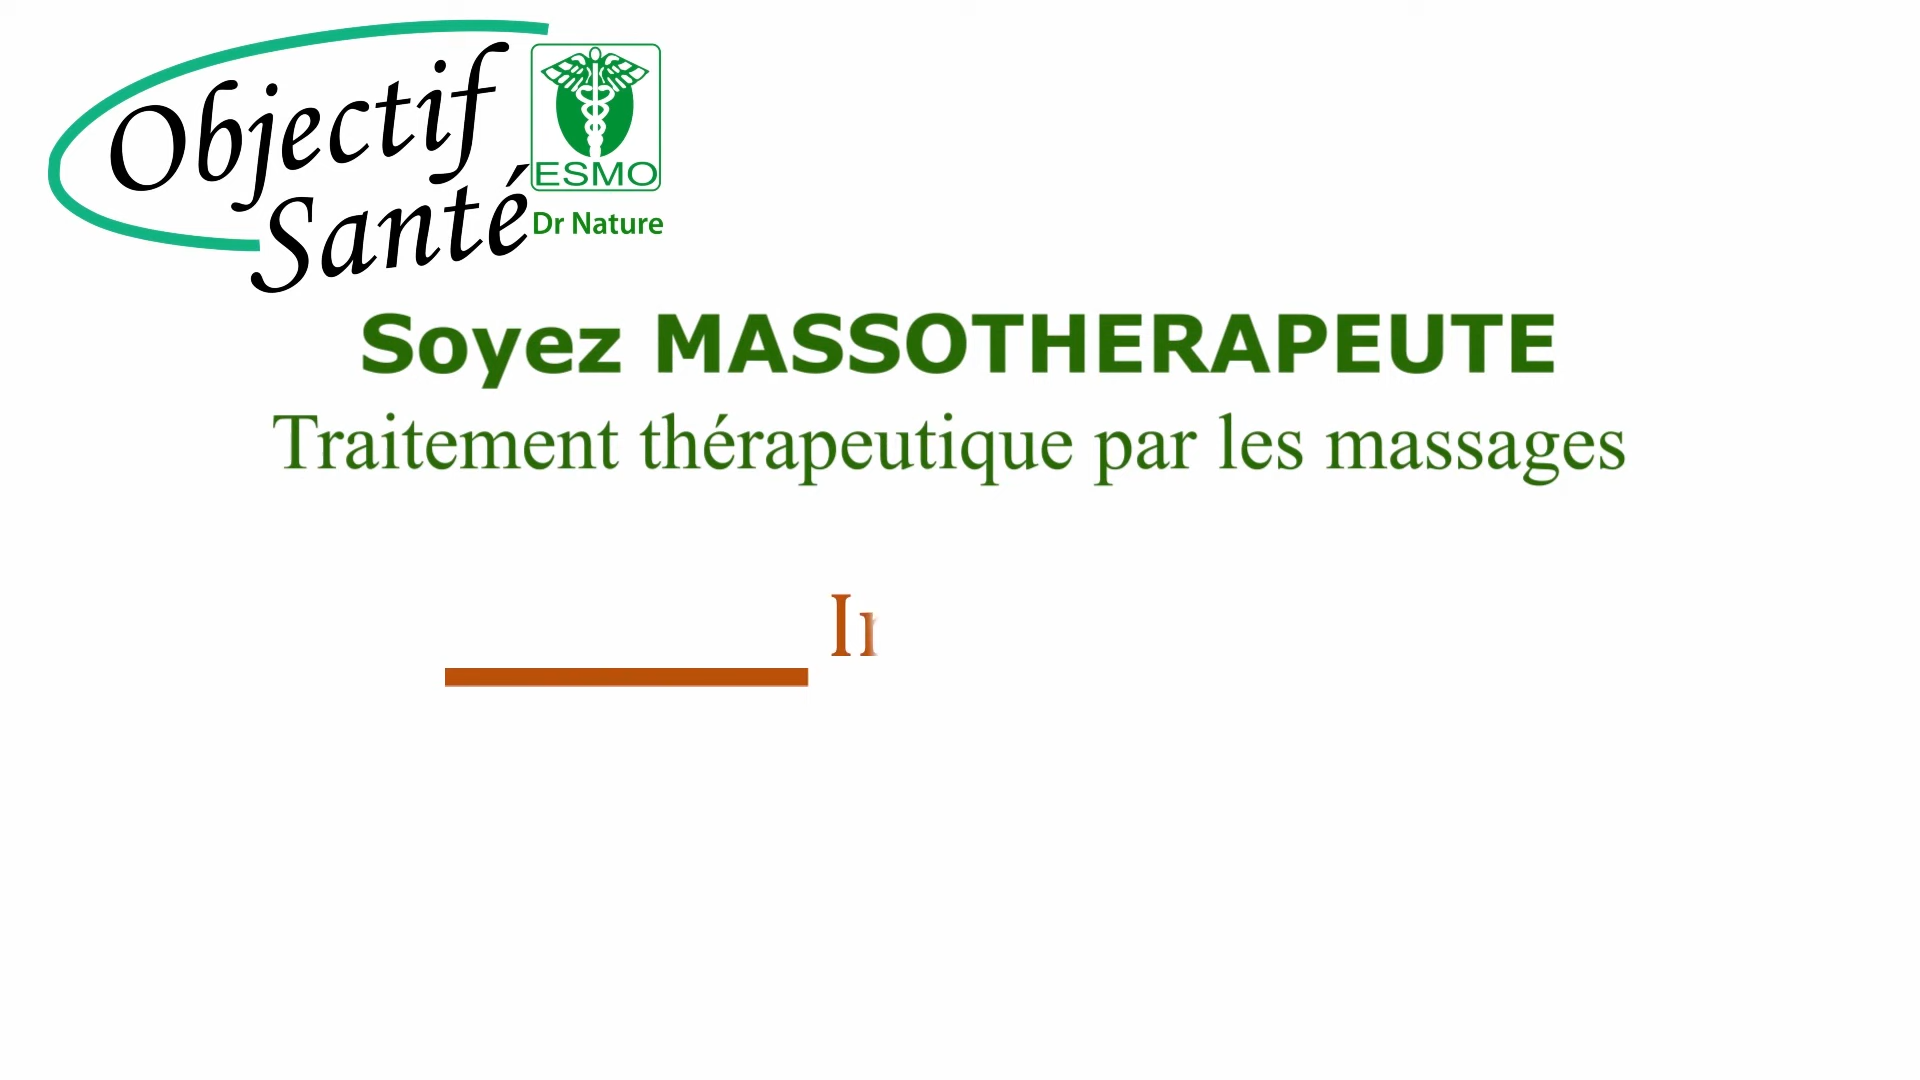 Objectif
Santé
ESMO
Dr Nature
Soyez MASSOTHERAPEUTE
Traitement thérapeutique par les massages